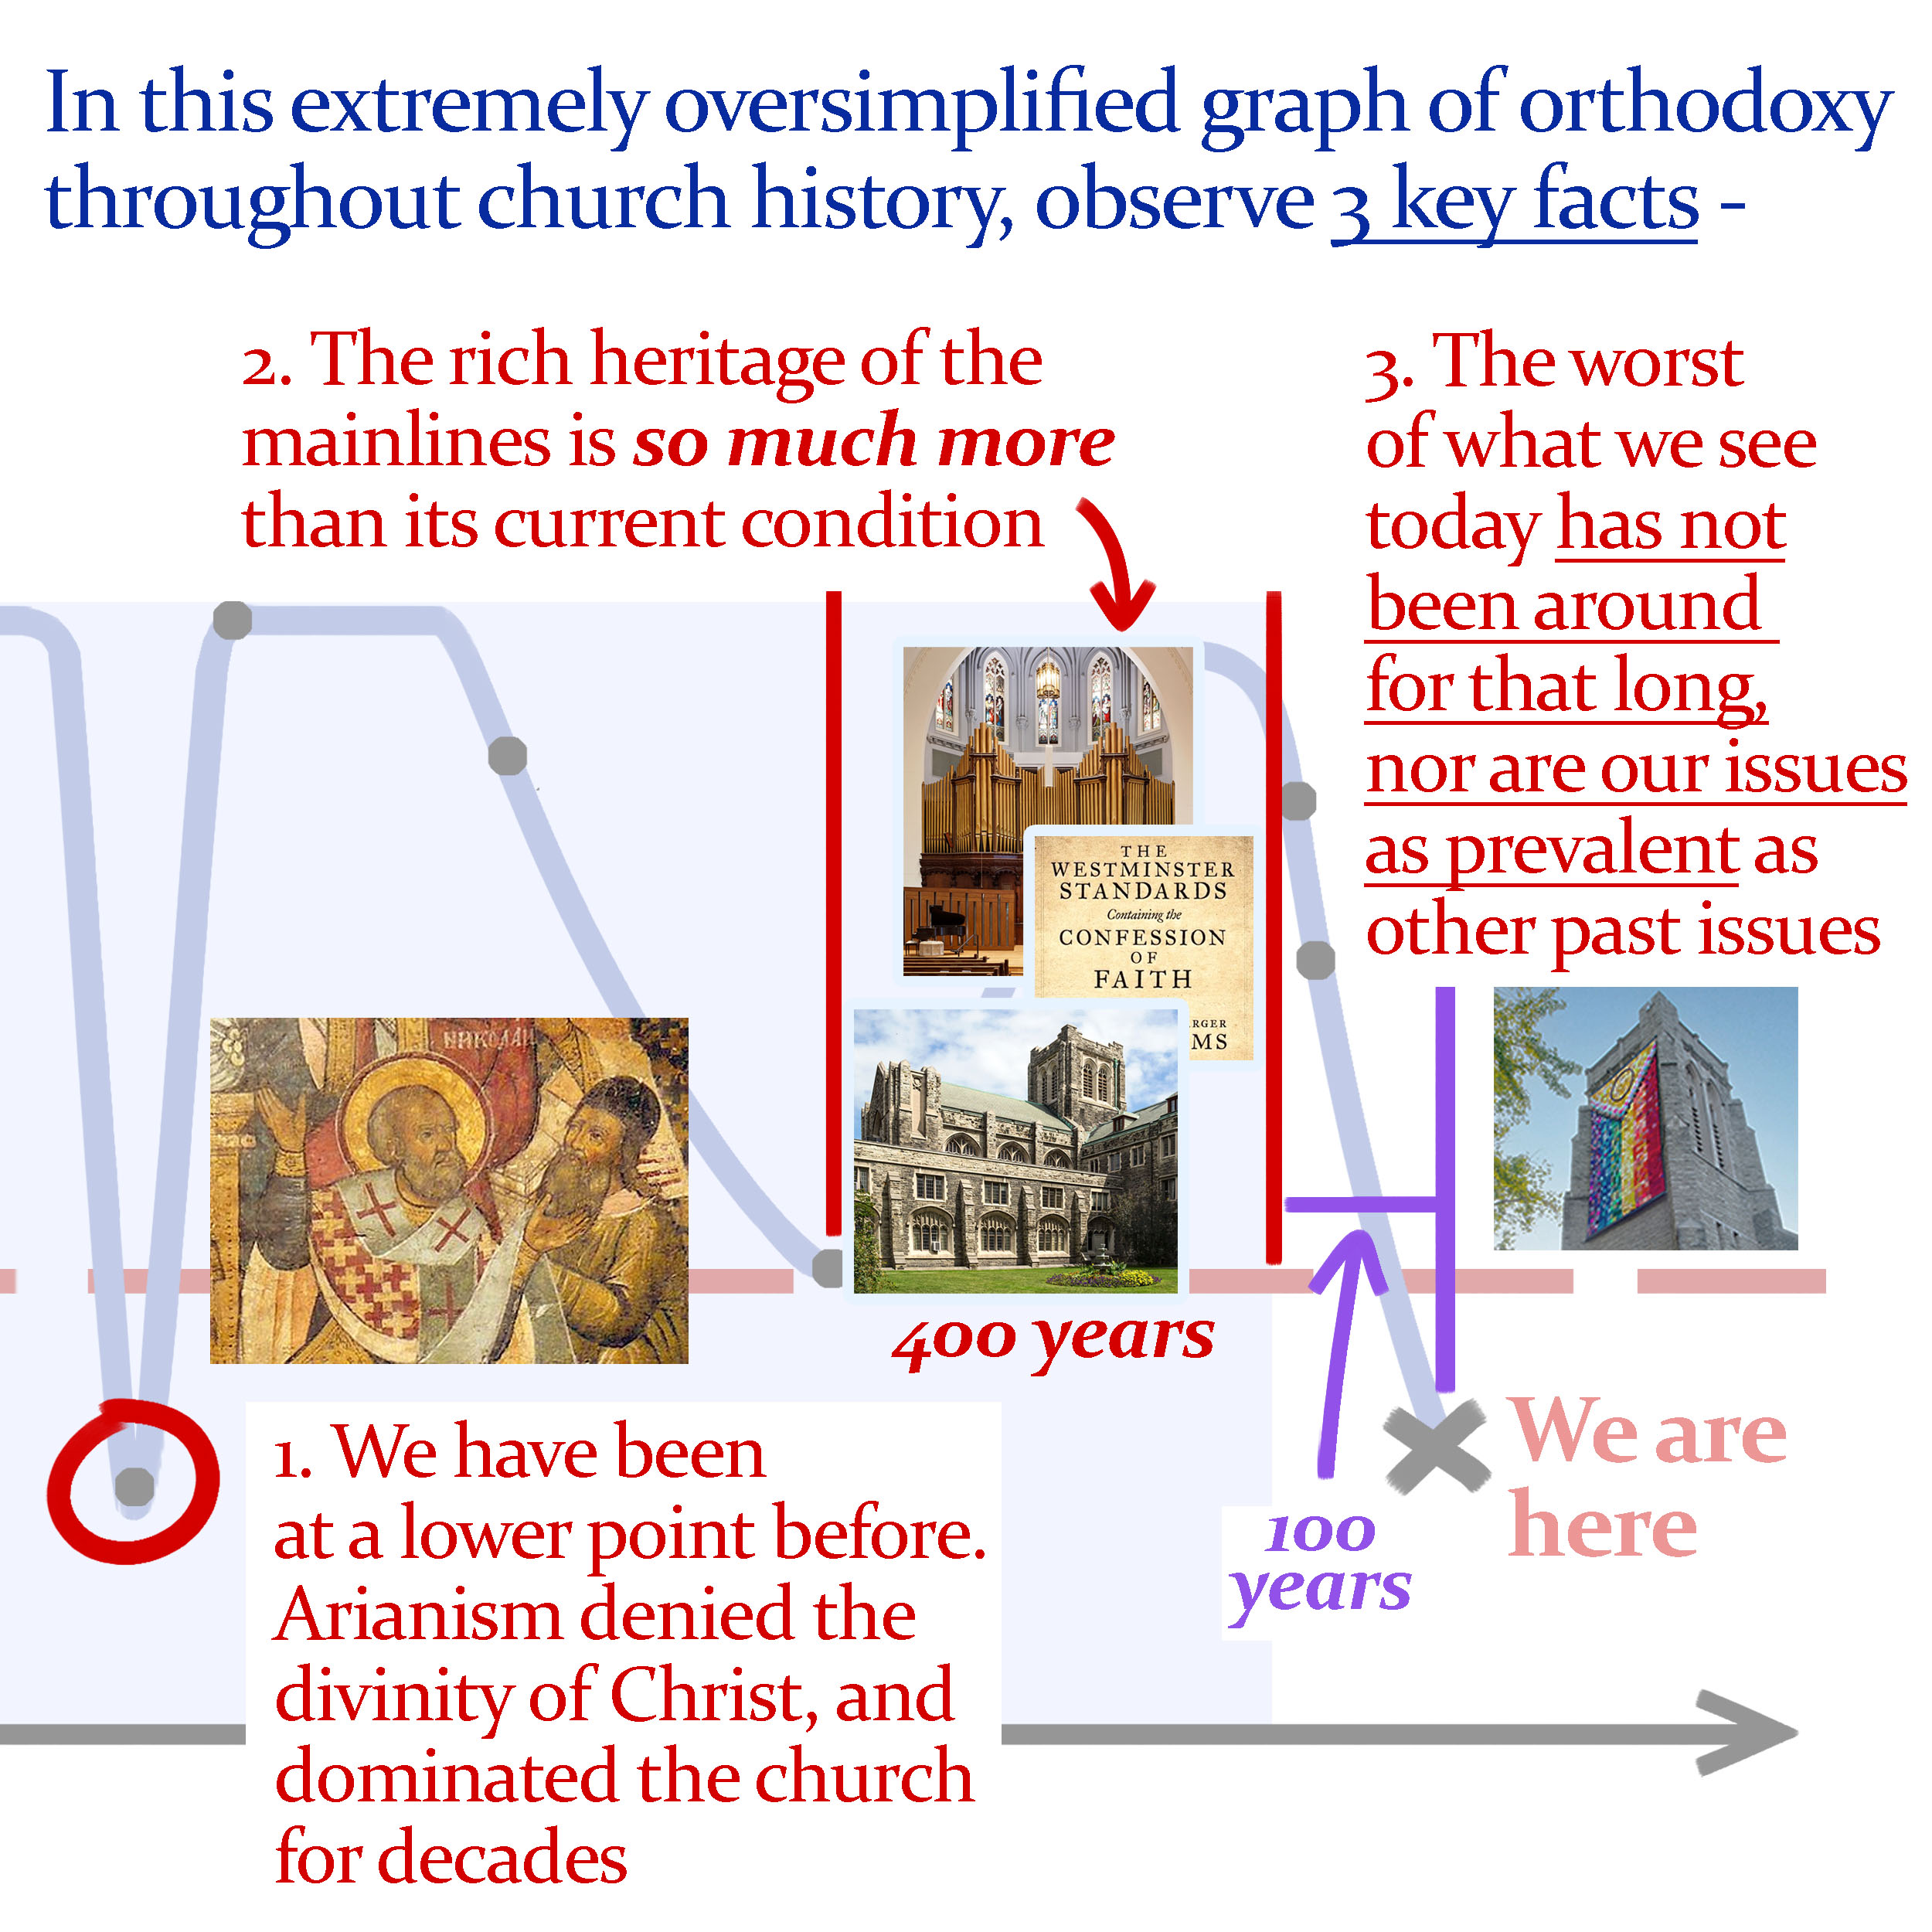 In this extremely oversimplified graph of orthodoxy
throughout church history, observe 3 key facts -
2. The rich heritage of the
mainlines is so much more
than its current condition
3. The worst
of what we see
today has not
been around
for that long,
nor are our issues
as prevalent as
other past issues
THE
WESTMINSTER
STANDARDS
Containing the
CONFESSION
OF
FAITH
RGER
MS
НИКОЛАЙ
400 years
1. We have been
at a lower point before.
Arianism denied the
divinity of Christ, and
dominated the church
for decades
100
years
We are
here